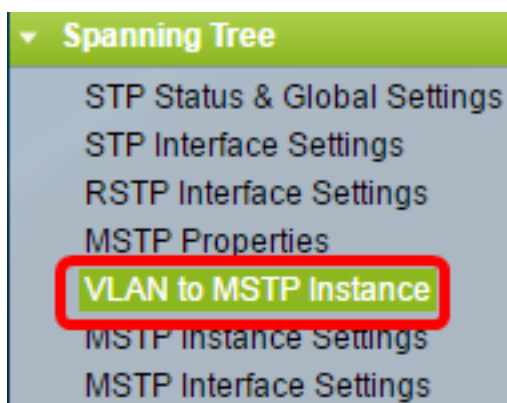 Spanning Tree
STP Status & Global Settings
STP Interface Settings
RSTP Interface Settings
MSTP Properties
VLAN to MSTP Instance
MSTP Instance Settings
MSTP Interface Settings